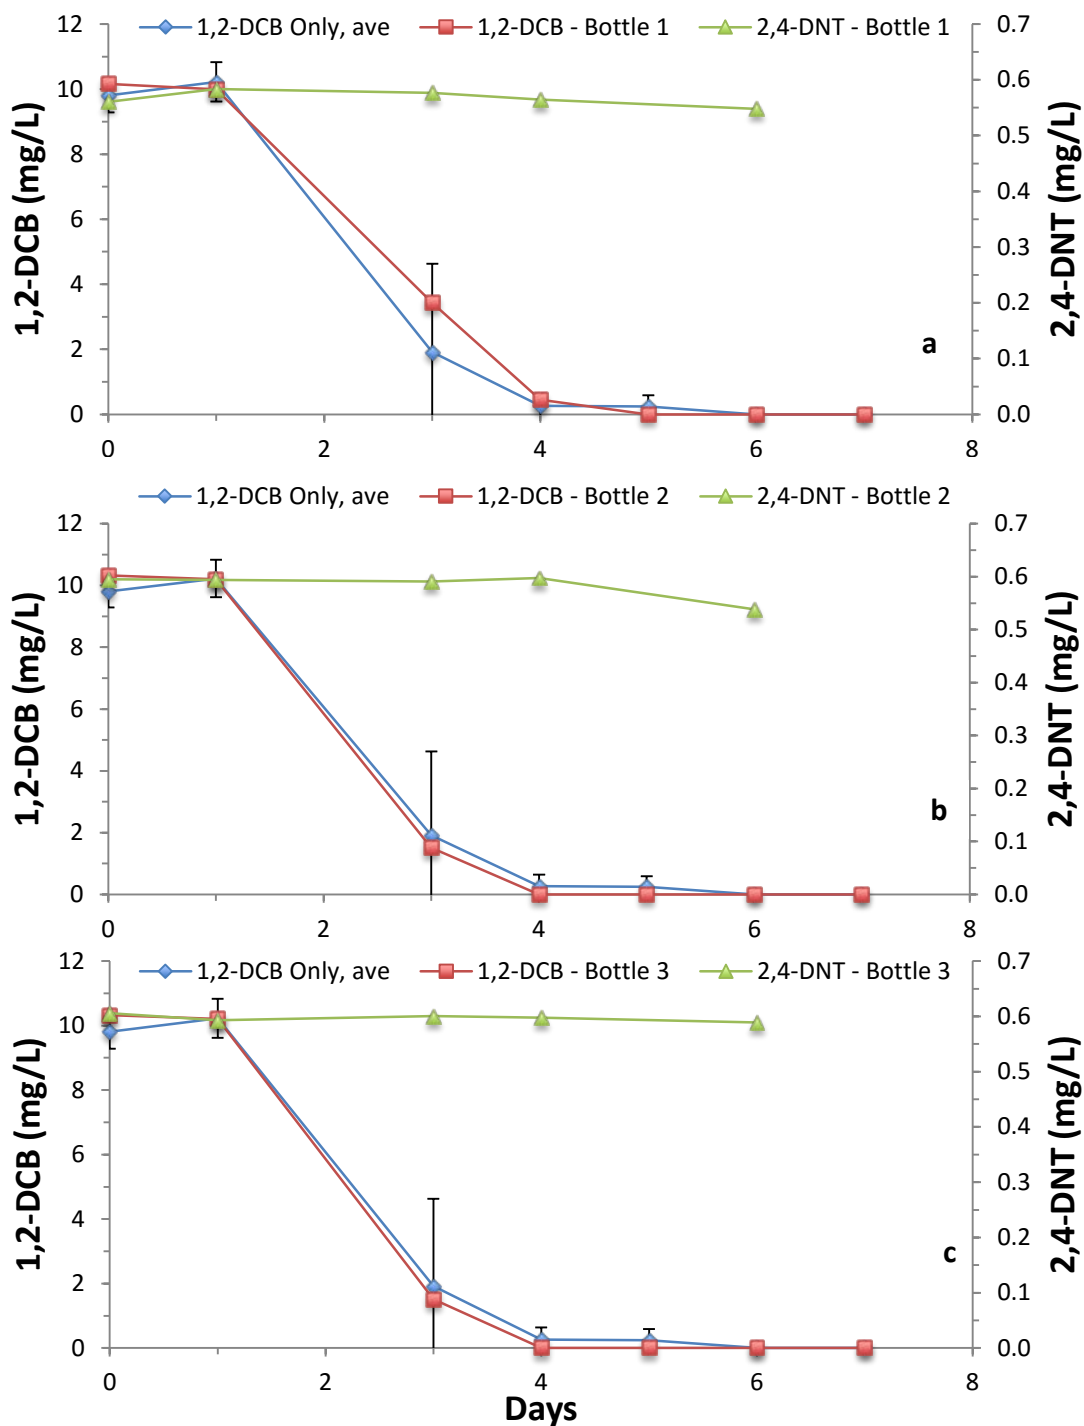 1,2-DCB Only, ave 1,2-DCB - Bottle 1 2,4-DNT - Bottle 1
12 0.7
10 0.6
0.5
8
0.4
6
0.3
4
0.2
2 0.1
0 0.0
1,2-DCB (mg/L)
2,4-DNT (mg/L)
a
0 2 4 6 8
1,2-DCB Only, ave 1,2-DCB - Bottle 2 2,4-DNT - Bottle 2
12 0.7
10 0.6
0.5
8
0.4
6
0.3
4
0.2
2 0.1
0 0.0
1,2-DCB (mg/L)
2,4-DNT (mg/L)
b
0 2 4 6 8
1,2-DCB Only, ave 1,2-DCB - Bottle 3 2,4-DNT - Bottle 3
12 0.7
10 0.6
0.5
8
0.4
6
0.3
4
0.2
2 0.1
0 0.0
1,2-DCB (mg/L)
2,4-DNT (mg/L)
c
0 2 4 6 8
Days